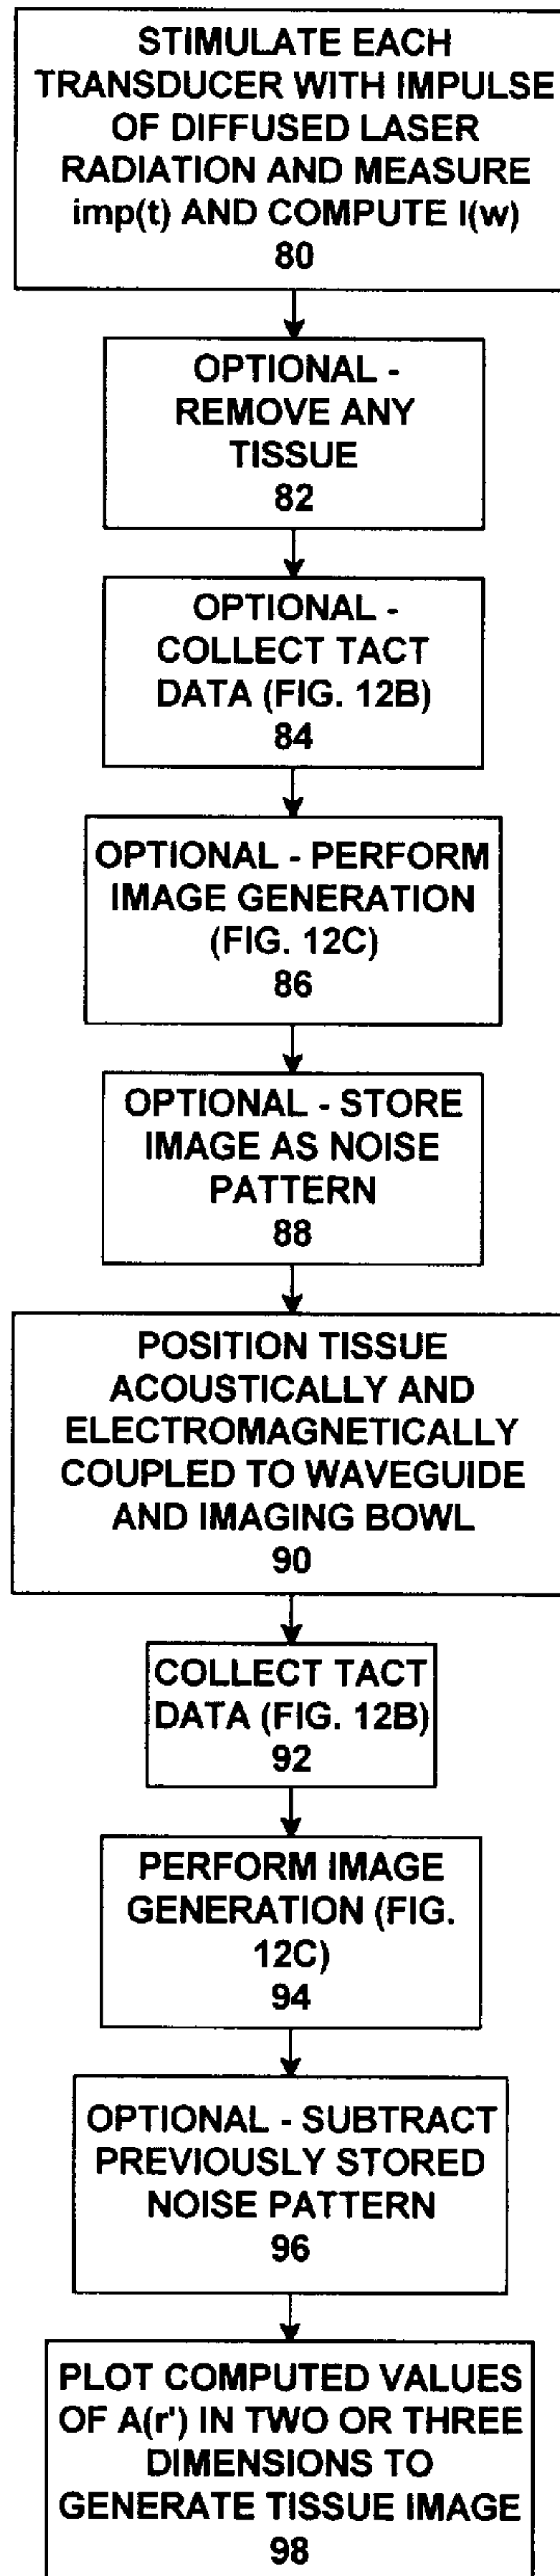 STIMULATE EACH
TRANSDUCER WITH IMPULSE
OF DIFFUSED LASER
RADIATION AND MEASURE
imp(t) AND COMPUTE I(w)
80
OPTIONAL -
REMOVE ANY
TISSUE
82
OPTIONAL -
COLLECT TACT
DATA (FIG. 12B)
84
OPTIONAL - PERFORM
IMAGE GENERATION
(FIG. 12C)
86
OPTIONAL - STORE
IMAGE AS NOISE
PATTERN
88
POSITION TISSUE
ACOUSTICALLY AND
ELECTROMAGNETICALLY
COUPLED TO WAVEGUIDE
AND IMAGING BOWL
90
COLLECT TACT
DATA (FIG. 12B)
92
PERFORM IMAGE
GENERATION (FIG.
12C)
94
OPTIONAL - SUBTRACT
PREVIOUSLY STORED
NOISE PATTERN
96
PLOT COMPUTED VALUES
OF A(r') IN TWO OR THREE
DIMENSIONS TO
GENERATE TISSUE IMAGE
98